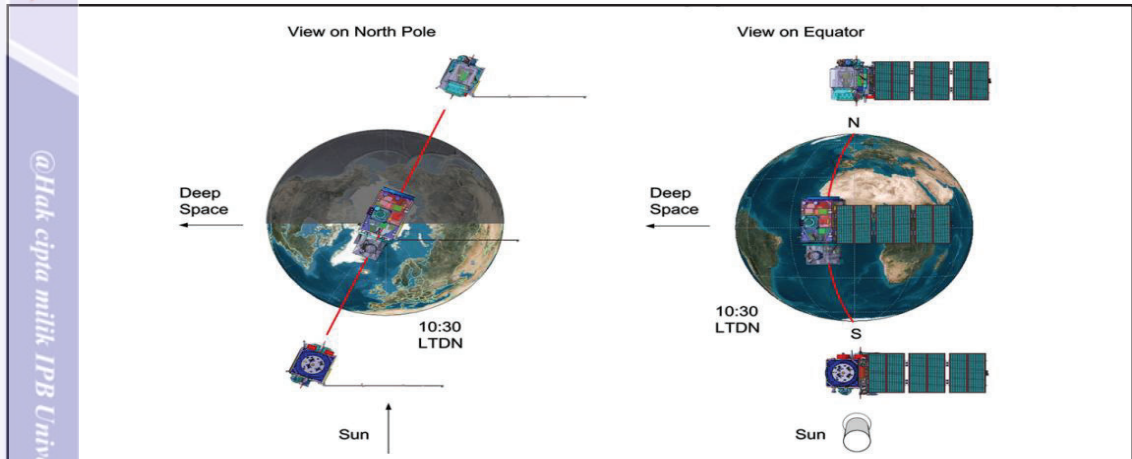 View on North Pole
Deep
Space
10:30
LTDN
Sun
View on Equator
N
Deep
Space
10:30
LTDN
S
Sun
@Hak cipta milik IPB Univ